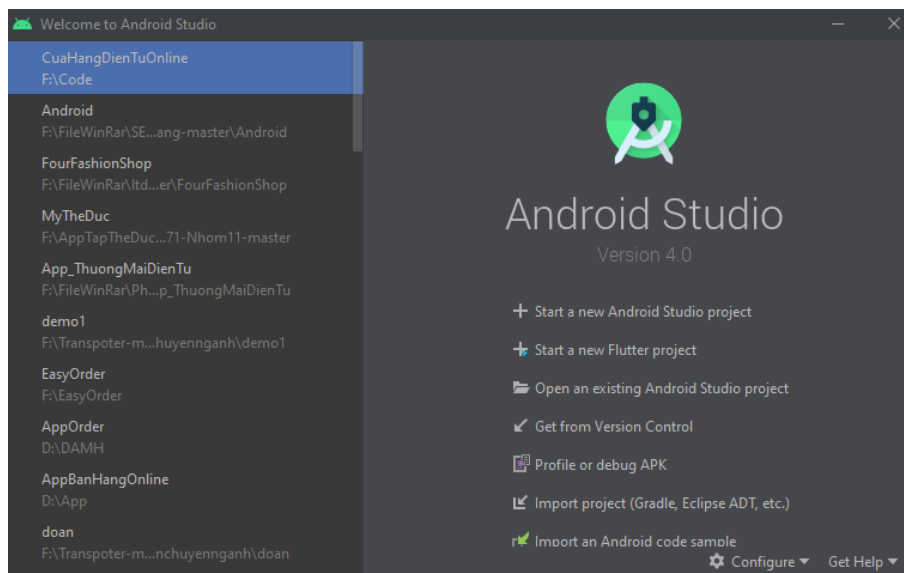 Welcome to Android Studio
CuaHangDienTuOnline
F:\Code
Android
F:\FileWinRar\SE...ang-master\Android
FourFashionShop
F:\FileWinRar\ltd...er\FourFashionShop
MyTheDuc
F:\AppTapTheDuc...71-Nhom11-master
App_ThuongMaiDienTu
F:\FileWinRar\Ph...p_ThuongMaiDienTu
demo1
F:\Transpoter-m...huyennganh\demo1
EasyOrder
F:\EasyOrder
AppOrder
D:\DAMH
AppBanHangOnline
D:\App
doan
F:\Transpoter-m...nchuyennganh\doan
Android Studio
Version 4.0
Start a new Android Studio project
Start a new Flutter project
Open an existing Android Studio project
Get from Version Control
Profile or debug APK
Import project (Gradle, Eclipse ADT, etc.)
Import an Android code sample
Configure
Get Help